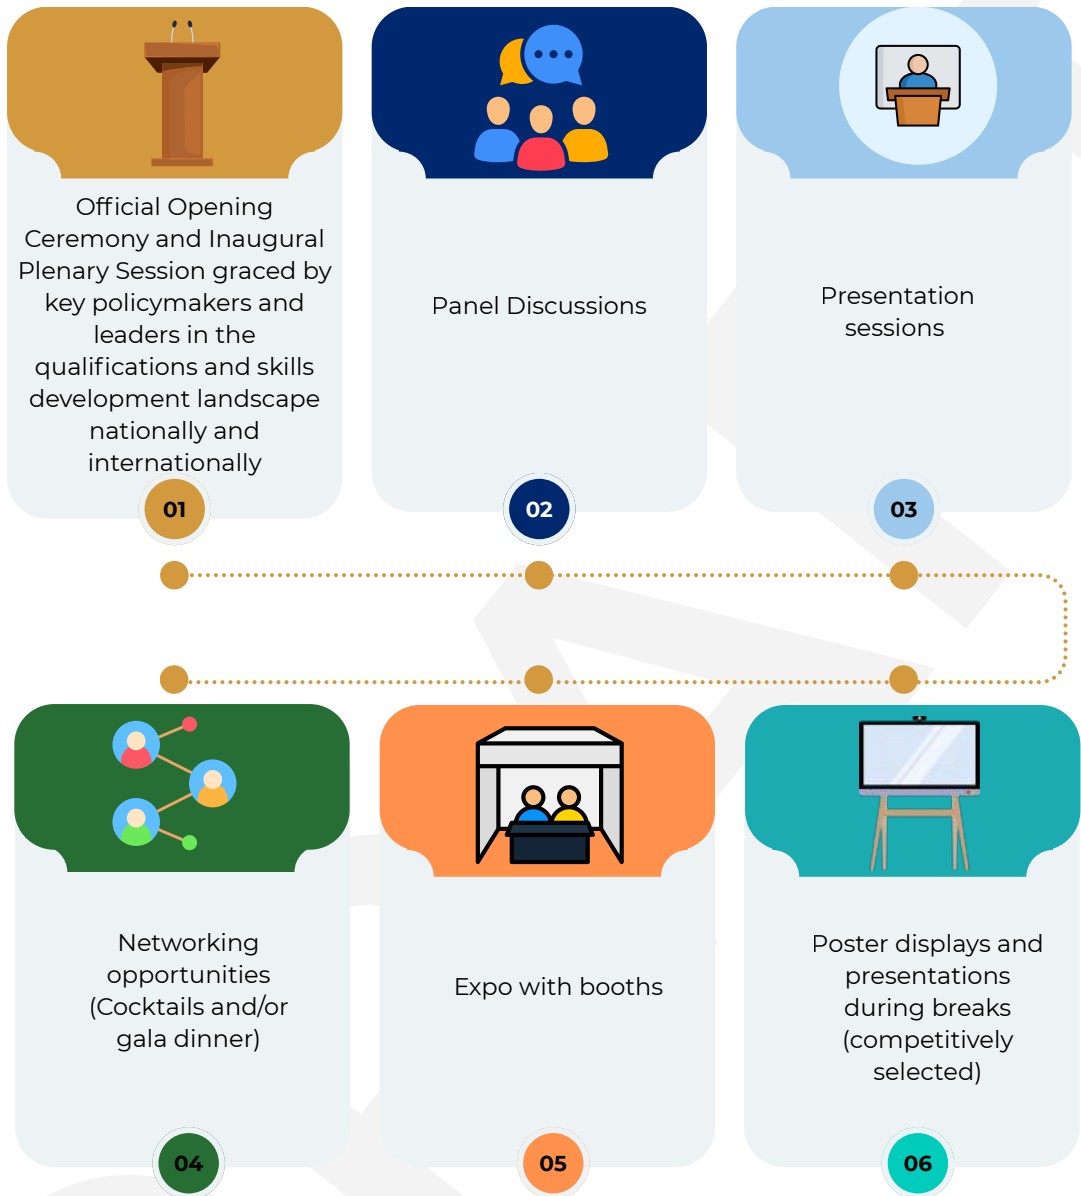 Official Opening
Ceremony and Inaugural
Plenary Session graced by
key policymakers and
leaders in the
qualifications and skills
development landscape
nationally and
internationally
01
Panel Discussions
02
Presentation
sessions
03
Networking
opportunities
(Cocktails and/or
gala dinner)
04
Expo with booths
05
Poster displays and
presentations
during breaks
(competitively
selected)
06